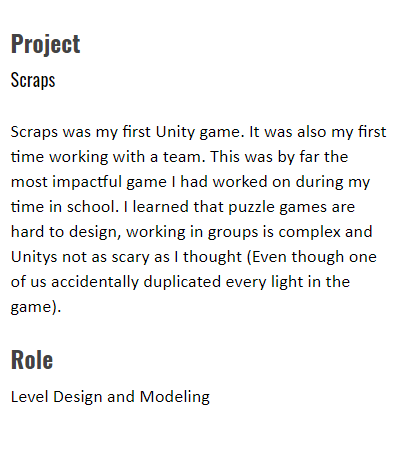 Project
Scraps
Scraps was my first Unity game. It was also my first
time working with a team. This was by far the
most impactful game I had worked on during my
time in school. I learned that puzzle games are
hard to design, working in groups is complex and
Unitys not as scary as I thought (Even though one
of us accidentally duplicated every light in the
game).
Role
Level Design and Modeling